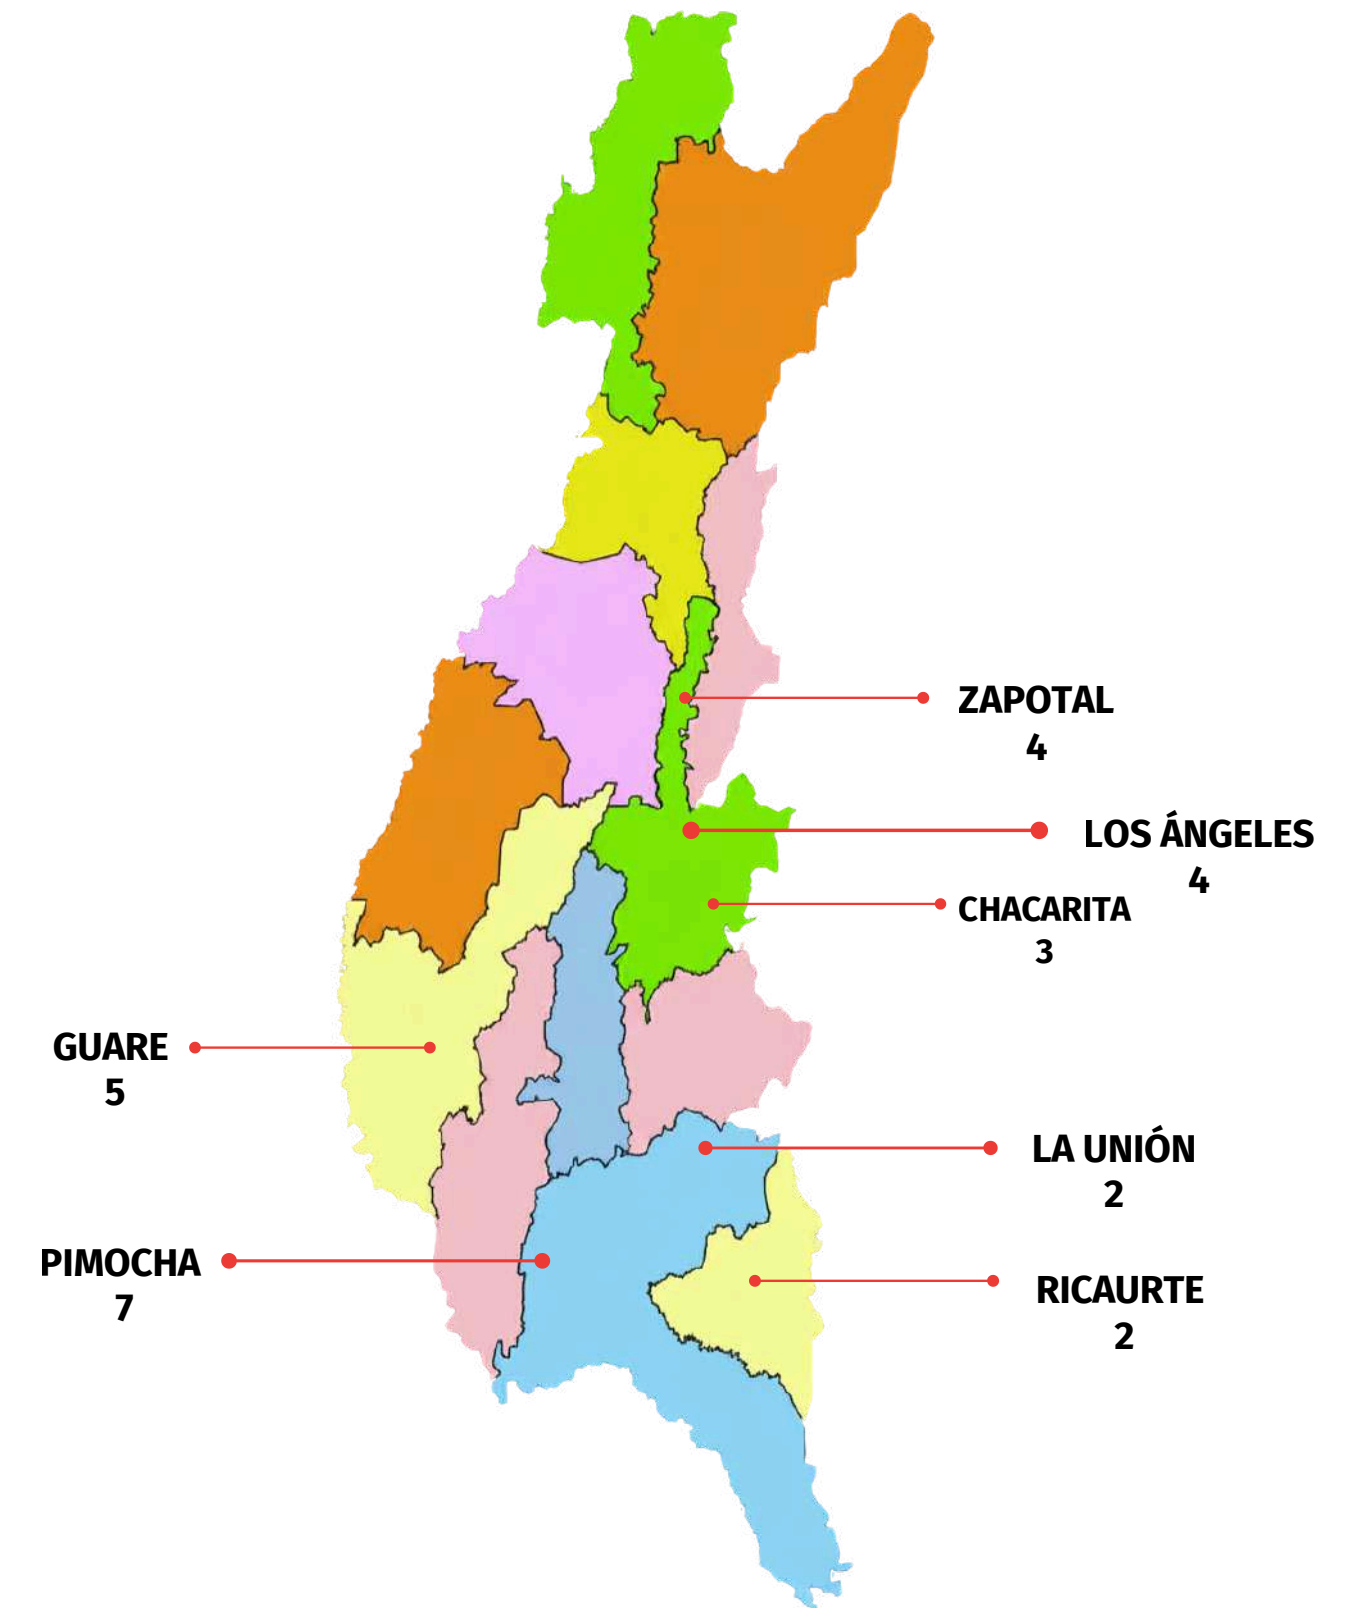 ZAPOTAL
4
LOS ÁNGELES
4
CHACARITA
3
GUARE
5
LA UNIÓN
2
PIMOCHA
7
RICAURTE
2